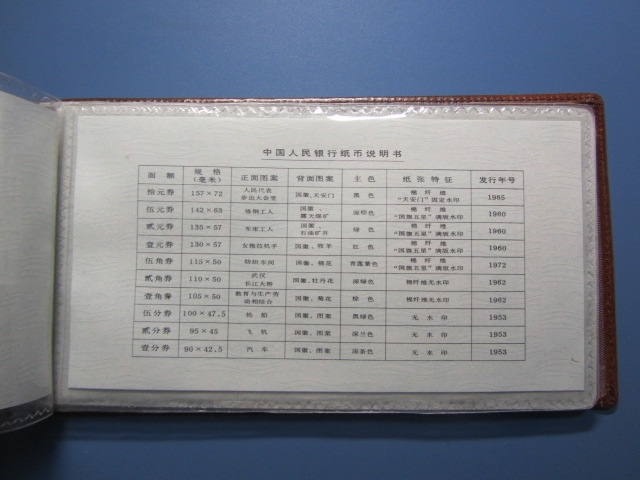 中国人民银行纸币说明书
面额 规格(毫米) 正面图案 背面图案 主色 纸张特征 发行年号
拾元券 157×72 人民代表步出大会堂 国徽、天安门 黑色 棉纤维"天安门"固定水印 1965
伍元券 142×63 炼钢工人 国徽、露天煤矿 深棕色 棉纤维"国旗五星"满版水印 1960
贰元券 135×57 车床工人 国徽、石油矿井 绿色 棉纤维"国旗五星"满版水印 1960
壹元券 130×57 女拖拉机手 国徽、牧羊 红色 棉纤维"国旗五星"满版水印 1960
伍角券 115×50 纺织车间 国徽、棉花 青莲紫色 棉纤维"国旗五星"满版水印 1972
贰角券 110×50 武汉长江大桥 国徽、牡丹花 深绿色 棉纤维无水印 1962
壹角券 105×50 教育与生产劳动相结合 国徽、菊花 棕色 棉纤维无水印 1962
伍分券 100×47.5 轮船 国徽、图案 墨绿色 无水印 1953
贰分券 95×45 飞机 国徽、图案 深兰色 无水印 1953
壹分券 90×42.5 汽车 国徽、图案 深茶色 无水印 1953